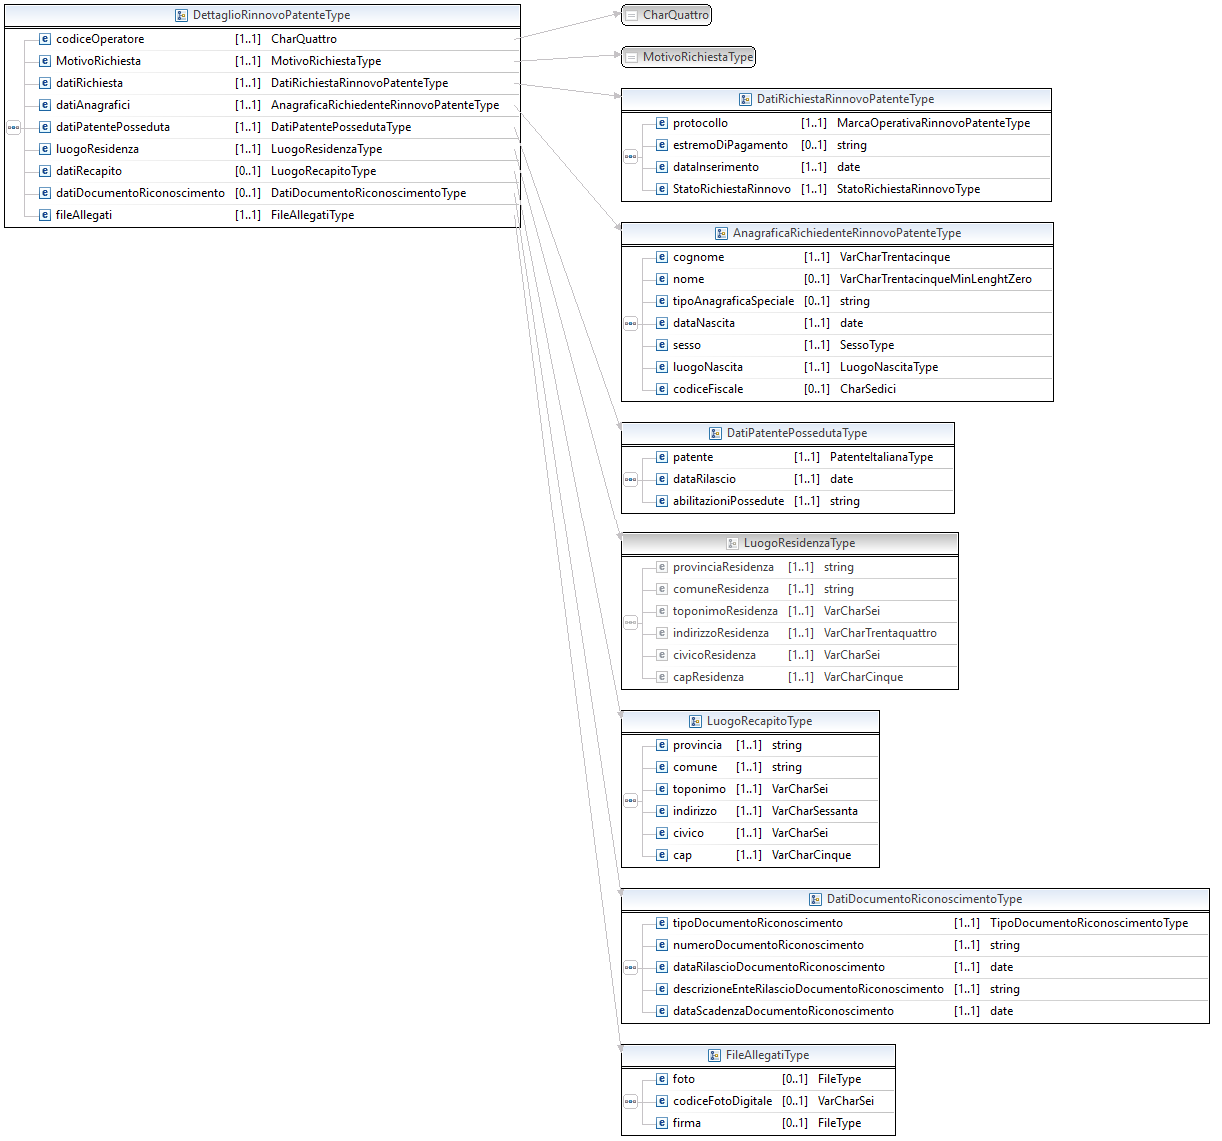 DettaglioRinnovoPatenteType
codiceOperatore [1..1] CharQuattro
MotivoRichiesta [1..1] MotivoRichiestaType
datiRichiesta [1..1] DatiRichiestaRinnovoPatenteType
datiAnagrafici [1..1] AnagraficaRichiedenteRinnovoPatenteType
datiPatentePosseduta [1..1] DatiPatentePossedutaType
luogoResidenza [1..1] LuogoResidenzaType
datiRecapito [0..1] LuogoRecapitoType
datiDocumentoRiconoscimento [0..1] DatiDocumentoRiconoscimentoType
fileAllegati [1..1] FileAllegatiType
CharQuattro
MotivoRichiestaType
DatiRichiestaRinnovoPatenteType
protocollo [1..1] MarcaOperativaRinnovoPatenteType
estremoDiPagamento [0..1] string
dataInserimento [1..1] date
StatoRichiestaRinnovo [1..1] StatoRichiestaRinnovoType
AnagraficaRichiedenteRinnovoPatenteType
cognome [1..1] VarCharTrentacinque
nome [0..1] VarCharTrentacinqueMinLenghtZero
tipoAnagraficaSpeciale [0..1] string
dataNascita [1..1] date
sesso [1..1] SessoType
luogoNascita [1..1] LuogoNascitaType
codiceFiscale [0..1] CharSedici
DatiPatentePossedutaType
patente [1..1] PatenteItalianaType
dataRilascio [1..1] date
abilitazioniPossedute [1..1] string
LuogoResidenzaType
provinciaResidenza [1..1] string
comuneResidenza [1..1] string
toponimoResidenza [1..1] VarCharSei
indirizzoResidenza [1..1] VarCharTrentaquattro
civicoResidenza [1..1] VarCharSei
capResidenza [1..1] VarCharCinque
LuogoRecapitoType
provincia [1..1] string
comune [1..1] string
toponimo [1..1] VarCharSei
indirizzo [1..1] VarCharSessanta
civico [1..1] VarCharSei
cap [1..1] VarCharCinque
DatiDocumentoRiconoscimentoType
tipoDocumentoRiconoscimento [1..1] TipoDocumentoRiconoscimentoType
numeroDocumentoRiconoscimento [1..1] string
dataRilascioDocumentoRiconoscimento [1..1] date
descrizioneEnteRilascioDocumentoRiconoscimento [1..1] string
dataScadenzaDocumentoRiconoscimento [1..1] date
FileAllegatiType
foto [0..1] FileType
codiceFotoDigitale [0..1] VarCharSei
firma [0..1] FileType